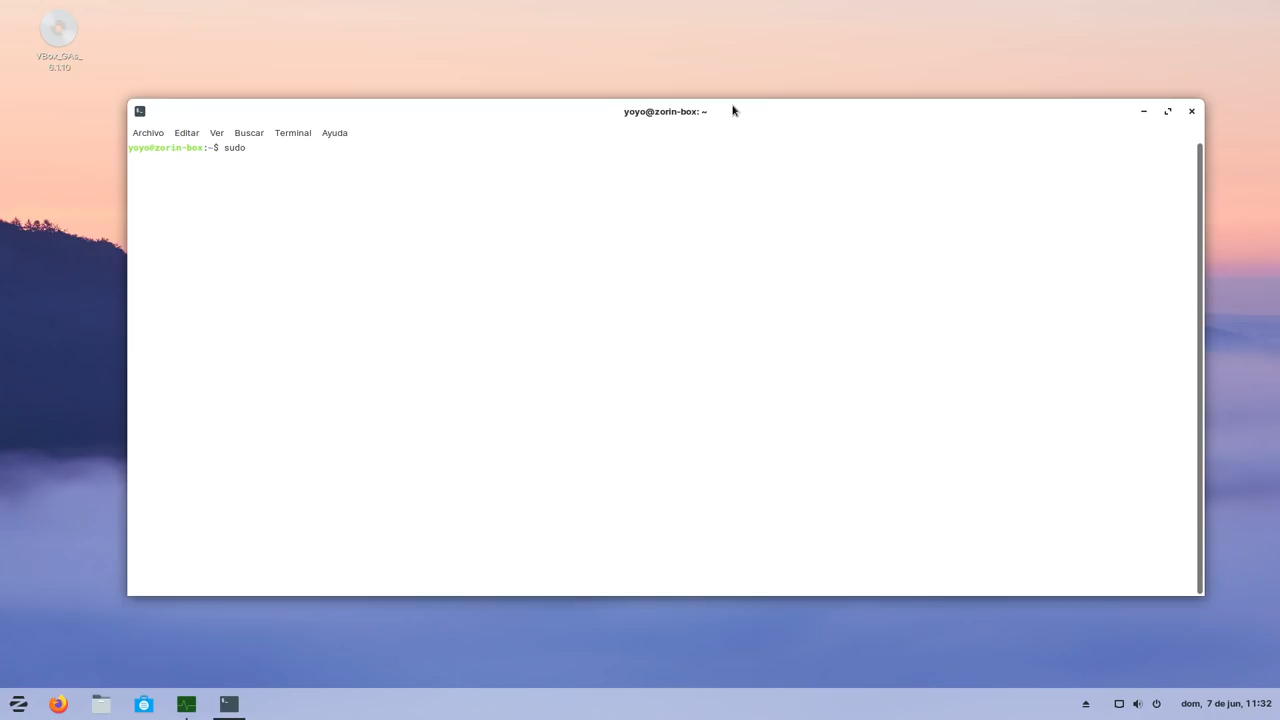 VBox_GAs_
6.1.10
yoyo@zorin-box: ~
Archivo Editar Ver Buscar Terminal Ayuda
yoyo@zorin-box:~$ sudo
dom, 7 de jun, 11:32